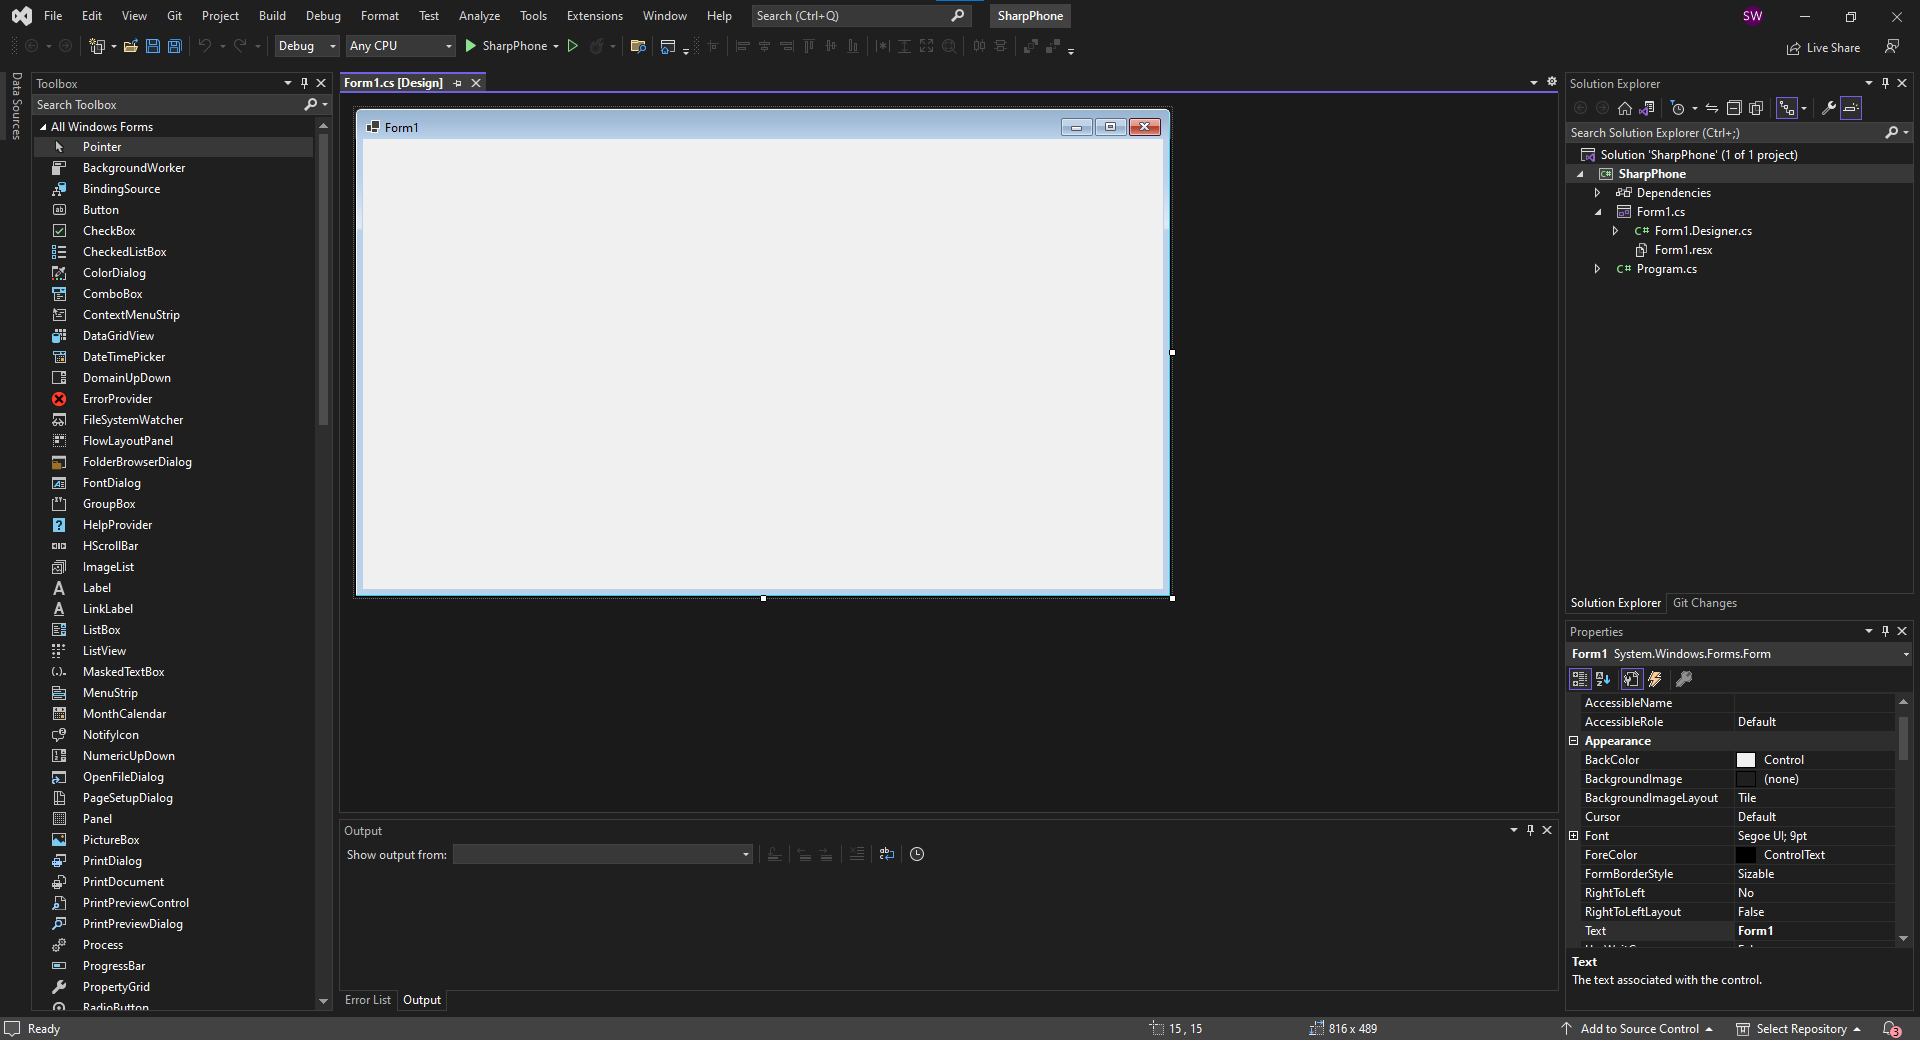 File Edit View Git Project Build Debug Format Test Analyze Tools Extensions Window Help Search (Ctrl+Q) SharpPhone SW
Debug Any CPU SharpPhone Live Share
Data Sources
Toolbox
Search Toolbox
All Windows Forms
Pointer
BackgroundWorker
BindingSource
Button
CheckBox
CheckedListBox
ColorDialog
ComboBox
ContextMenuStrip
DataGridView
DateTimePicker
DomainUpDown
ErrorProvider
FileSystemWatcher
FlowLayoutPanel
FolderBrowserDialog
FontDialog
GroupBox
HelpProvider
HScrollBar
ImageList
Label
LinkLabel
ListBox
ListView
MaskedTextBox
MenuStrip
MonthCalendar
NotifyIcon
NumericUpDown
OpenFileDialog
PageSetupDialog
Panel
PictureBox
PrintDialog
PrintDocument
PrintPreviewControl
PrintPreviewDialog
Process
ProgressBar
PropertyGrid
RadioButton
Form1.cs [Design]
Form1
Output
Show output from:
Error List Output
Solution Explorer
Search Solution Explorer (Ctrl+;)
Solution 'SharpPhone' (1 of 1 project)
C# SharpPhone
Dependencies
Form1.cs
C# Form1.Designer.cs
Form1.resx
C# Program.cs
Solution Explorer Git Changes
Properties
Form1 System.Windows.Forms.Form
AccessibleName
AccessibleRole Default
Appearance
BackColor Control
BackgroundImage (none)
BackgroundImageLayout Tile
Cursor Default
Font Segoe UI; 9pt
ForeColor ControlText
FormBorderStyle Sizable
RightToLeft No
RightToLeftLayout False
Text Form1
Text
The text associated with the control.
Ready 15 , 15 816 x 489 Add to Source Control Select Repository 3